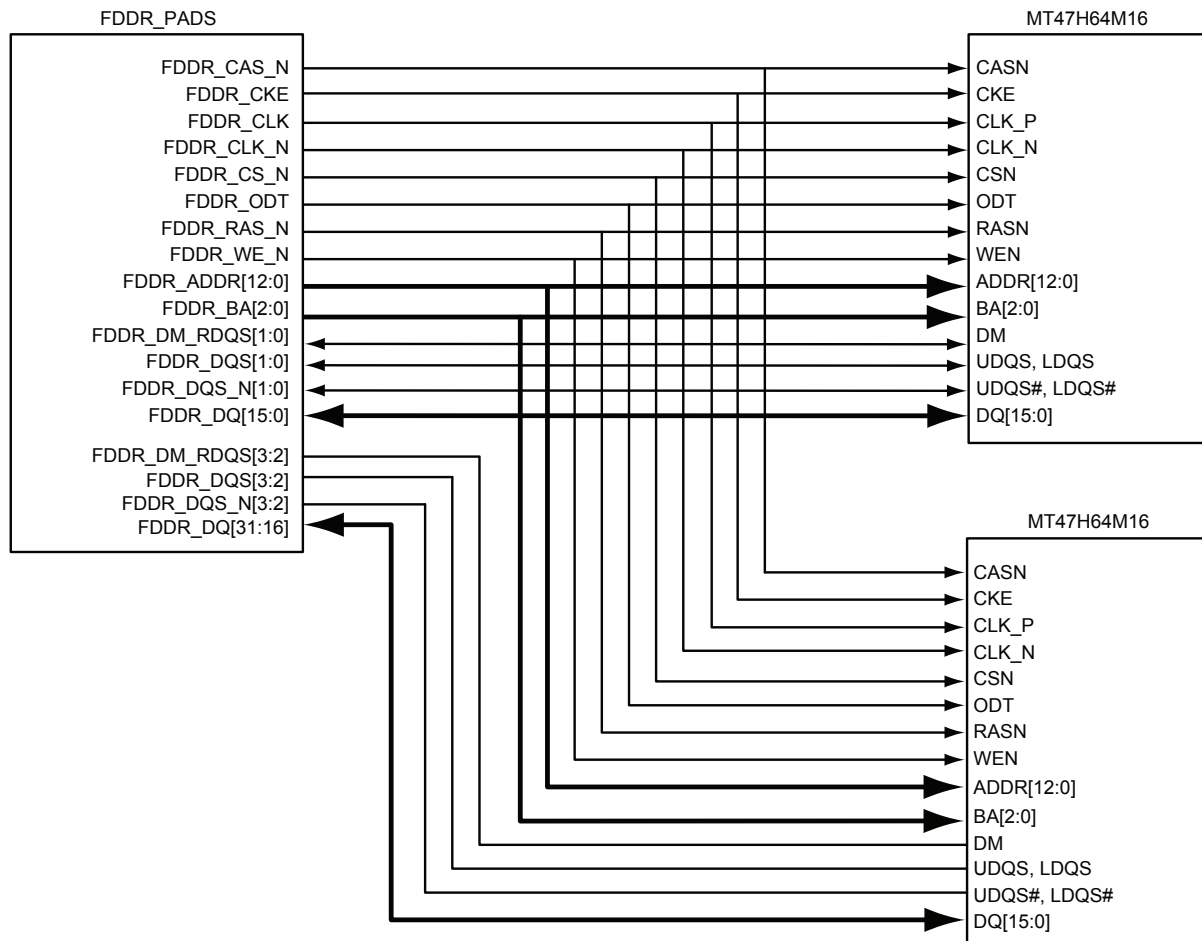 FDDR_PADS
FDDR_CAS_N
FDDR_CKE
FDDR_CLK
FDDR_CLK_N
FDDR_CS_N
FDDR_ODT
FDDR_RAS_N
FDDR_WE_N
FDDR_ADDR[12:0]
FDDR_BA[2:0]
FDDR_DM_RDQS[1:0]
FDDR_DQS[1:0]
FDDR_DQS_N[1:0]
FDDR_DQ[15:0]
FDDR_DM_RDQS[3:2]
FDDR_DQS[3:2]
FDDR_DQS_N[3:2]
FDDR_DQ[31:16]
MT47H64M16
CASN
CKE
CLK_P
CLK_N
CSN
ODT
RASN
WEN
ADDR[12:0]
BA[2:0]
DM
UDQS, LDQS
UDQS#, LDQS#
DQ[15:0]
MT47H64M16
CASN
CKE
CLK_P
CLK_N
CSN
ODT
RASN
WEN
ADDR[12:0]
BA[2:0]
DM
UDQS, LDQS
UDQS#, LDQS#
DQ[15:0]